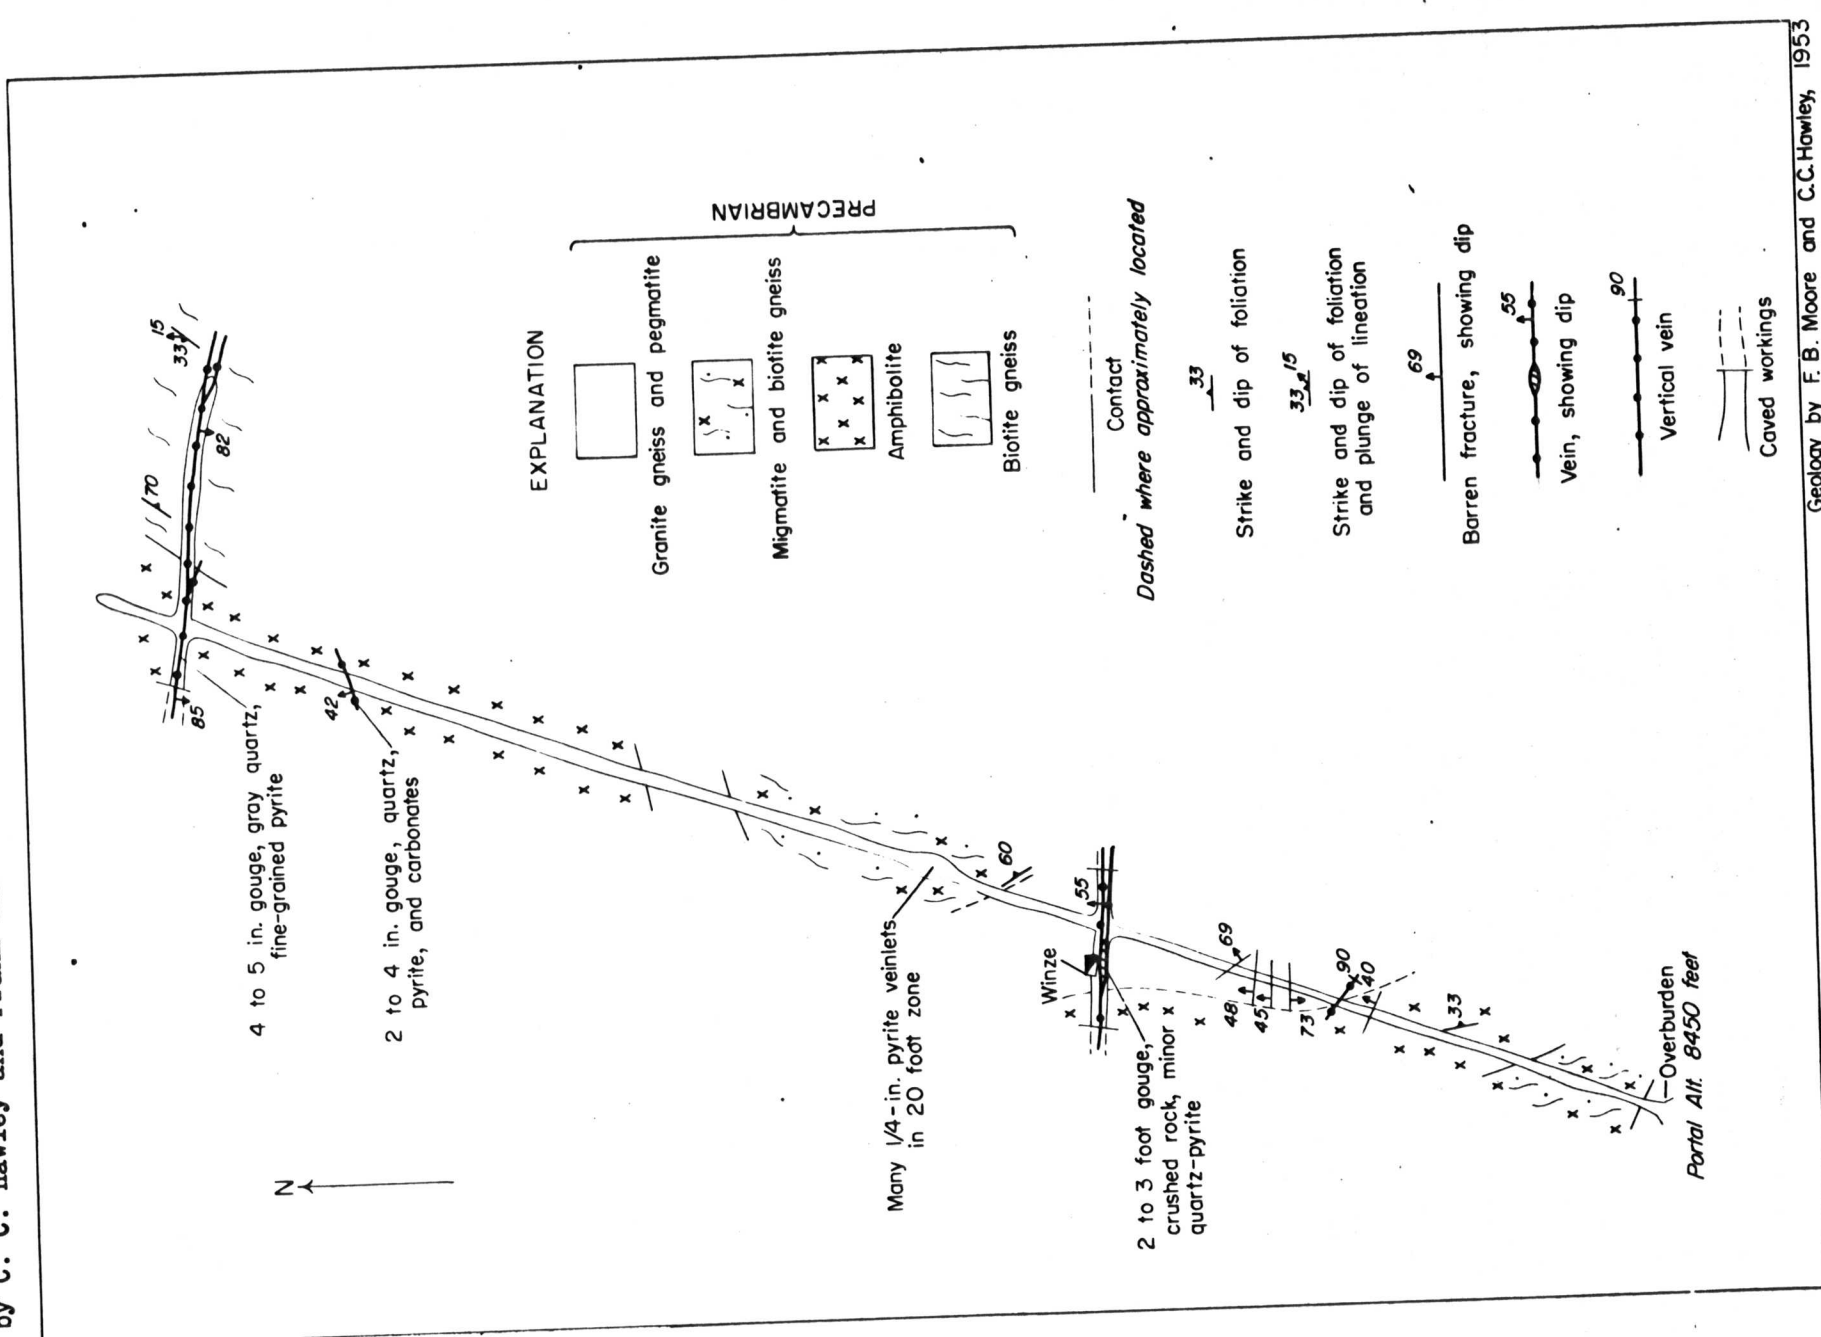 by C. C. Hawley and
N
4 to 5 in. gouge, gray quartz,
fine-grained pyrite
2 to 4 in. gouge, quartz,
pyrite, and carbonates
Many 1/4-in. pyrite veinlets
in 20 foot zone
Winze
2 to 3 foot gouge,
crushed rock, minor
quartz-pyrite
Overburden
Portal Alt. 8450 feet
85
42
70
82
33
15
60
55
69
48
45
73
90
40
33
EXPLANATION
Granite gneiss and pegmatite
Migmatite and biotite gneiss
Amphibolite
Biotite gneiss
PRECAMBRIAN
Contact
Dashed where approximately located
33
Strike and dip of foliation
33 15
Strike and dip of foliation
and plunge of lineation
69
Barren fracture, showing dip
55
Vein, showing dip
90
Vertical vein
Caved workings
Geology by F. B. Moore and C.C. Hawley, 1953